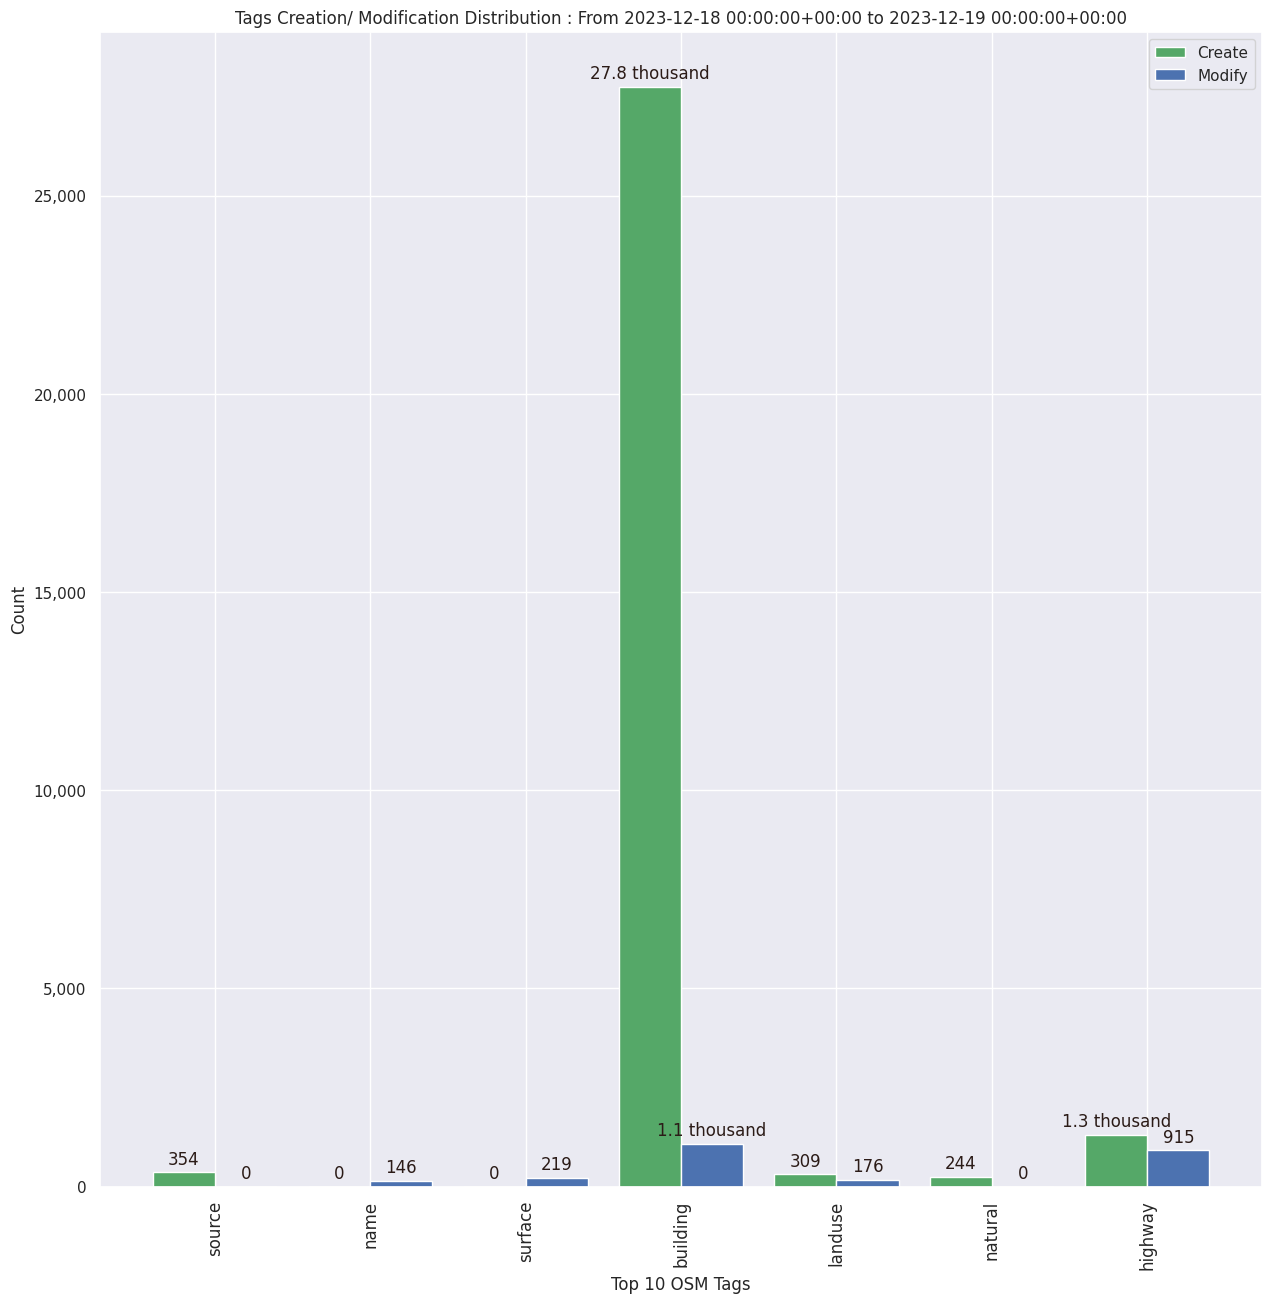 Tags Creation/ Modification Distribution : From 2023-12-18 00:00:00+00:00 to 2023-12-19 00:00:00+00:00
Create
Modify
27.8 thousand
25,000
20,000
15,000
10,000
5,000
0
Count
354
0
0
146
0
219
1.1 thousand
309
176
244
0
1.3 thousand
915
source
name
surface
building
landuse
natural
highway
Top 10 OSM Tags